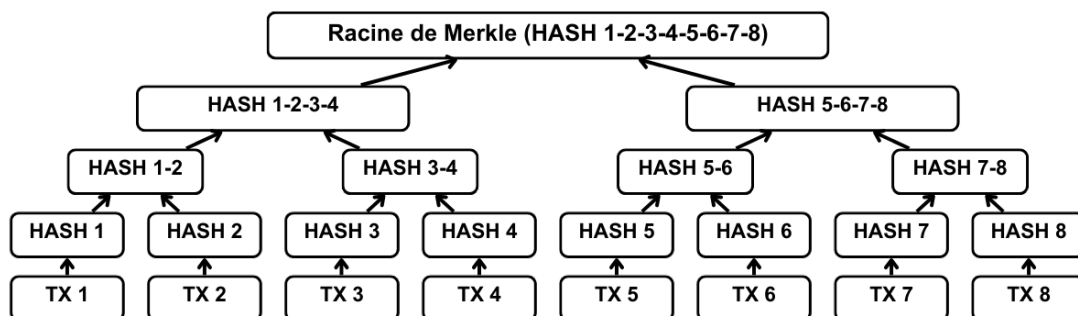 Racine de Merkle (HASH 1-2-3-4-5-6-7-8)
HASH 1-2-3-4
HASH 5-6-7-8
HASH 1-2
HASH 3-4
HASH 5-6
HASH 7-8
HASH 1
HASH 2
HASH 3
HASH 4
HASH 5
HASH 6
HASH 7
HASH 8
TX 1
TX 2
TX 3
TX 4
TX 5
TX 6
TX 7
TX 8